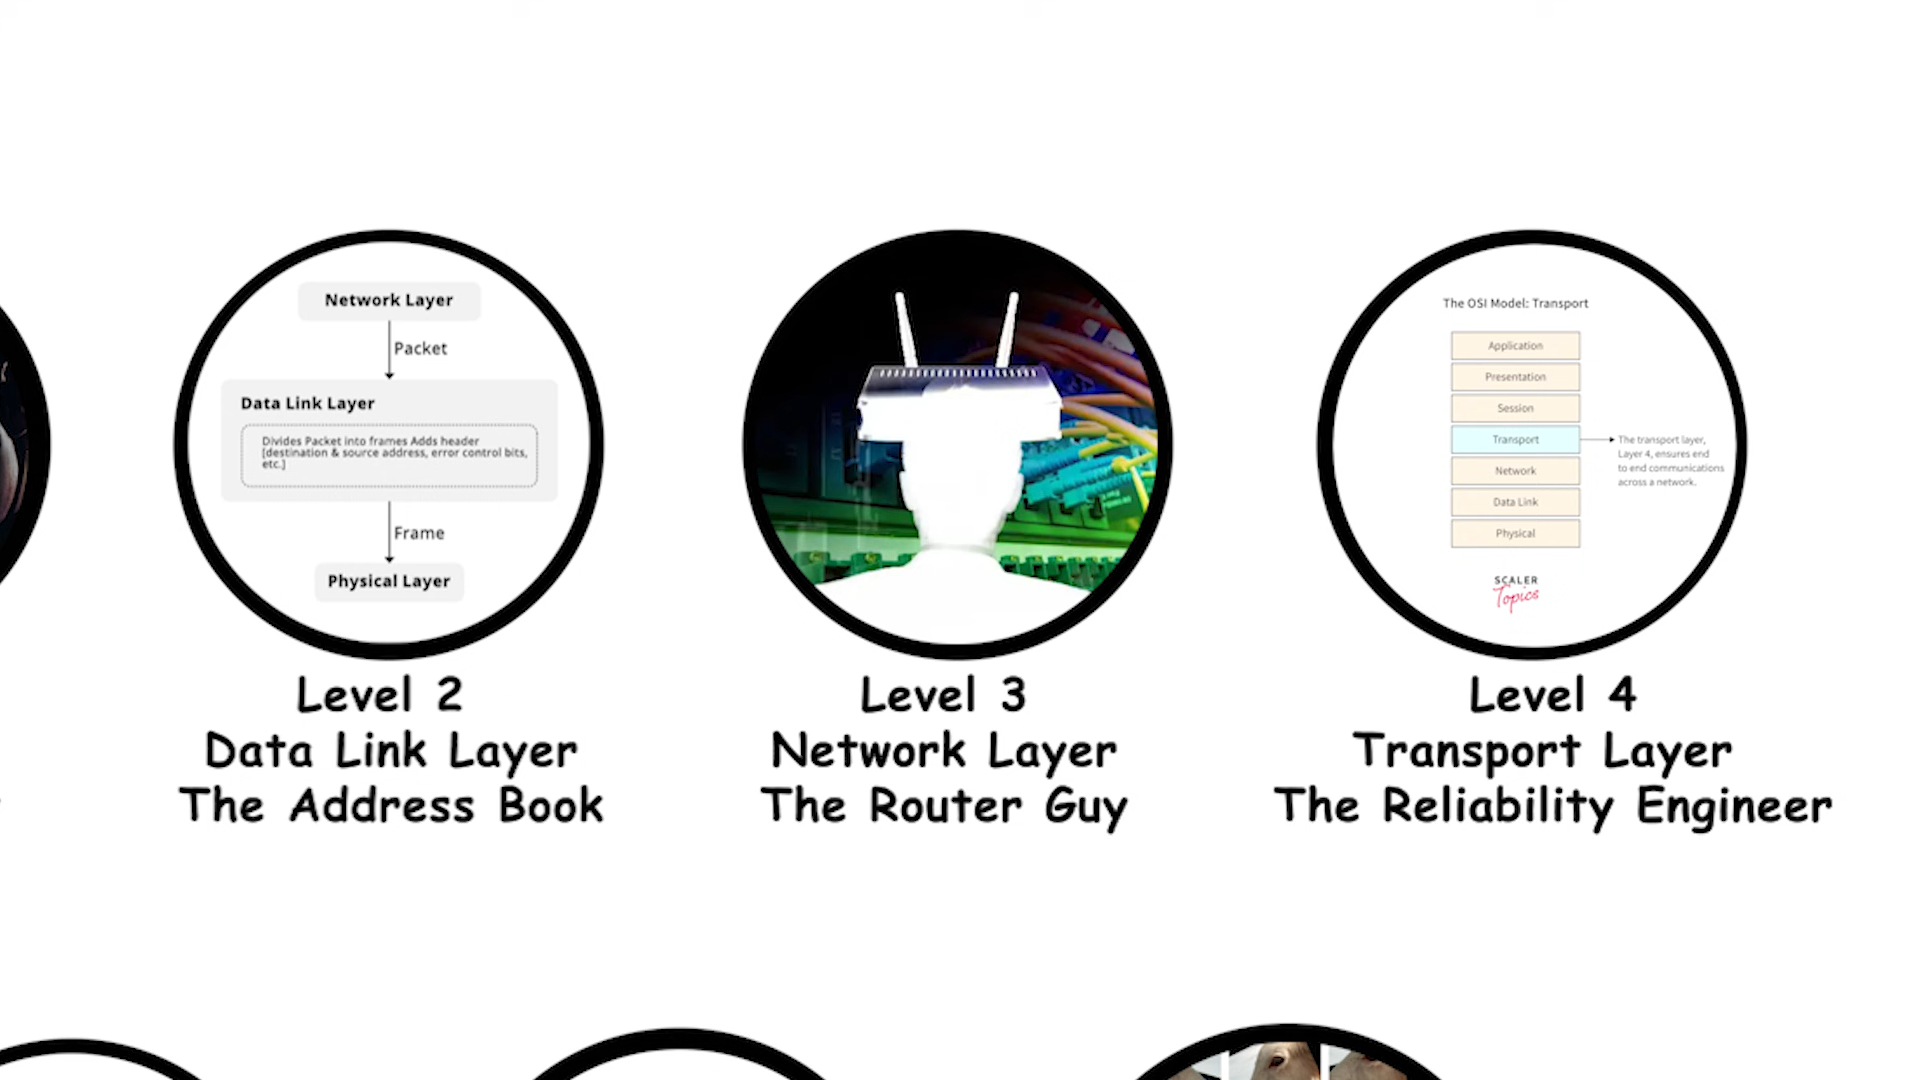 Network Layer
Packet
Data Link Layer
Divides Packet into frames Adds header
[destination & source address, error control bits,
etc.]
Frame
Physical Layer
Level 2
Data Link Layer
The Address Book
Level 3
Network Layer
The Router Guy
The OSI Model: Transport
Application
Presentation
Session
Transport
Network
Data Link
Physical
The transport layer,
Layer 4, ensures end
to end communications
across a network.
SCALER
Topics
Level 4
Transport Layer
The Reliability Engineer